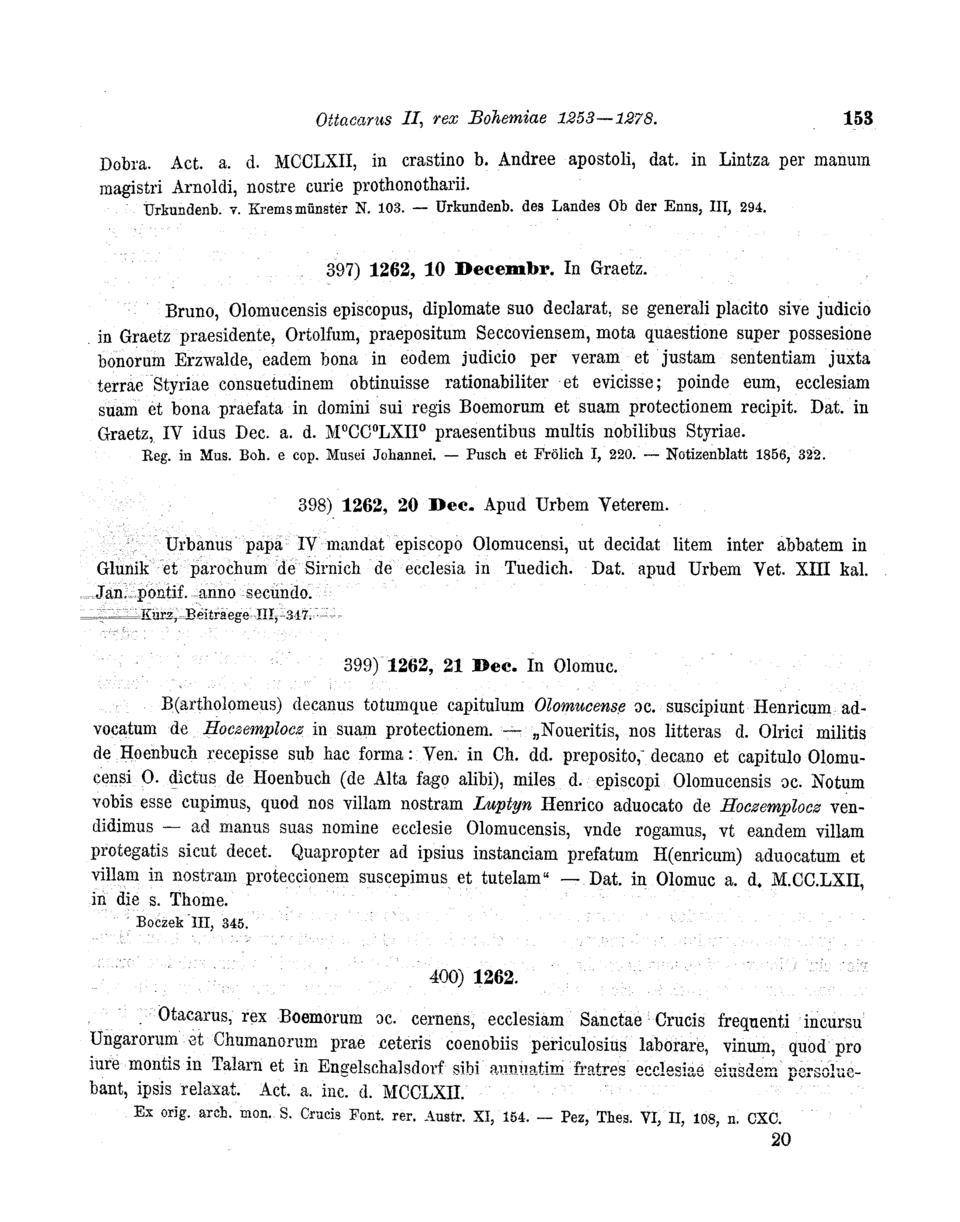 Ottacarus II, rex Bohemiae 1253—1278. 153
Dobra. Act. a. d. MCCLXII, in crastino b. Andree apostoli, dat. in Lintza per manum
magistri Arnoldi, nostre curie prothonotharii.
Urkundenb. v. Kremsmünster N. 103. — Urkundenb. des Landes Ob der Enns, III, 294.
397) 1262, 10 Decembr. In Graetz.
Bruno, Olomucensis episcopus, diplomate suo declarat, se generali placito sive judicio
in Graetz praesidente, Ortolfum, praepositum Seccoviensem, mota quaestione super possesione
bonorum Erzwalde, eadem bona in eodem judicio per veram et justam sententiam juxta
terrae Styriae consuetudinem obtinuisse rationabiliter et evicisse; poinde eum, ecclesiam
suam et bona praefata in domini sui regis Boemorum et suam protectionem recipit. Dat. in
Graetz, IV idus Dec. a. d. M⁰CC⁰LXII⁰ praesentibus multis nobilibus Styriae.
Reg. in Mus. Boh. e cop. Musei Johannei. — Pusch et Frölich I, 220. — Notizenblatt 1856, 322.
398) 1262, 20 Dec. Apud Urbem Veterem.
Urbanus papa IV mandat episcopo Olomucensi, ut decidat litem inter abbatem in
Glunik et parochum de Sirnich de ecclesia in Tuedich. Dat. apud Urbem Vet. XIII kal.
Jan. pontif. anno secundo.
Kurz, Beitraege III, 347.
399) 1262, 21 Dec. In Olomuc.
B(artholomeus) decanus totumque capitulum Olomucense ɔc. suscipiunt Henricum ad-
vocatum de Hoczemplocz in suam protectionem. — „Noueritis, nos litteras d. Olrici militis
de Hoenbuch recepisse sub hac forma: Ven. in Ch. dd. preposito, decano et capitulo Olomu-
censi O. dictus de Hoenbuch (de Alta fago alibi), miles d. episcopi Olomucensis ɔc. Notum
vobis esse cupimus, quod nos villam nostram Luptyn Henrico aduocato de Hoczemplocz ven-
didimus — ad manus suas nomine ecclesie Olomucensis, vnde rogamus, vt eandem villam
protegatis sicut decet. Quapropter ad ipsius instanciam prefatum H(enricum) aduocatum et
villam in nostram proteccionem suscepimus et tutelam“ — Dat. in Olomuc a. d. M.CC.LXII,
in die s. Thome.
Boczek III, 345.
400) 1262.
Otacarus, rex Boemorum ɔc. cernens, ecclesiam Sanctae Crucis frequenti incursu
Ungarorum et Chumanorum prae ceteris coenobiis periculosius laborare, vinum, quod pro
iure montis in Talarn et in Engelschalsdorf sibi annuatim fratres ecclesiae eiusdem persolue-
bant, ipsis relaxat. Act. a. inc. d. MCCLXII.
Ex orig. arch. mon. S. Crucis Font. rer. Austr. XI, 154. — Pez, Thes. VI, II, 108, n. CXC.
20